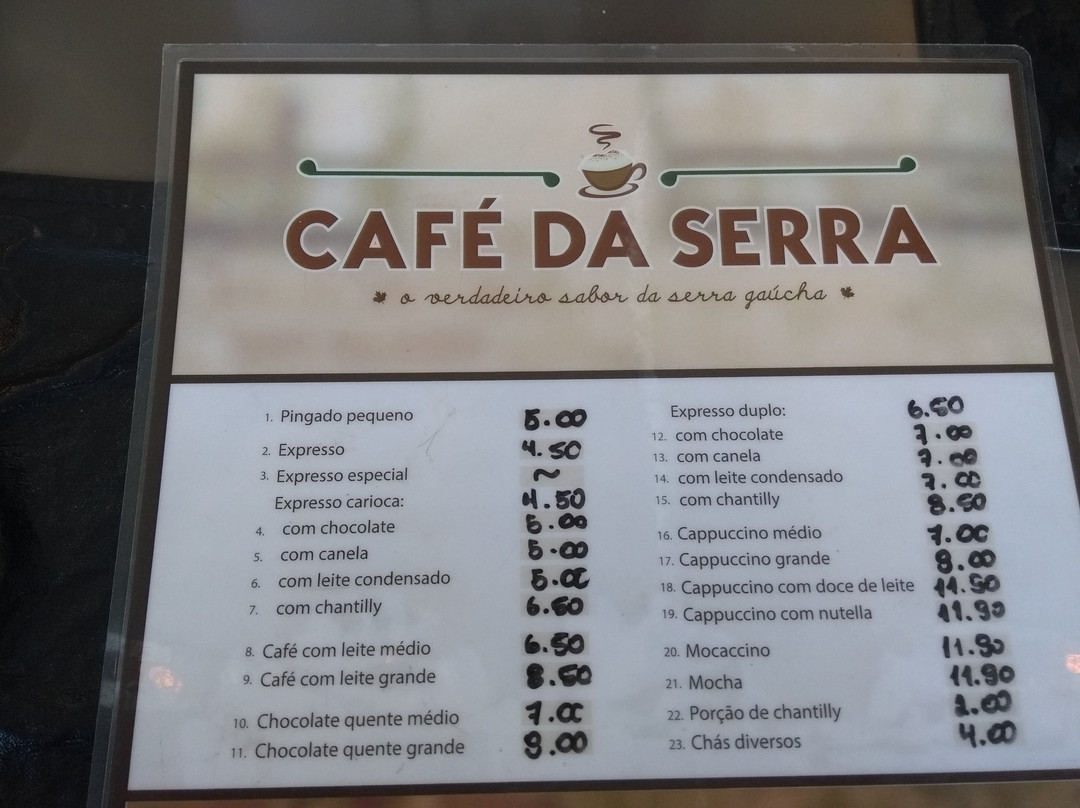 CAFÉ DA SERRA
o verdadeiro sabor da serra gaúcha
1. Pingado pequeno 5.00
2. Expresso 4.50
3. Expresso especial ~
Expresso carioca: 4.50
4. com chocolate 5.00
5. com canela 5.00
6. com leite condensado 5.00
7. com chantilly 6.50
8. Café com leite médio 6.50
9. Café com leite grande 8.50
10. Chocolate quente médio 7.00
11. Chocolate quente grande 9.00
Expresso duplo: 6.50
12. com chocolate 7.00
13. com canela 7.00
14. com leite condensado 7.00
15. com chantilly 8.50
16. Cappuccino médio 7.00
17. Cappuccino grande 9.00
18. Cappuccino com doce de leite 11.50
19. Cappuccino com nutella 11.90
20. Mocaccino 11.90
21. Mocha 11.90
22. Porção de chantilly
23. Chás diversos 4.00